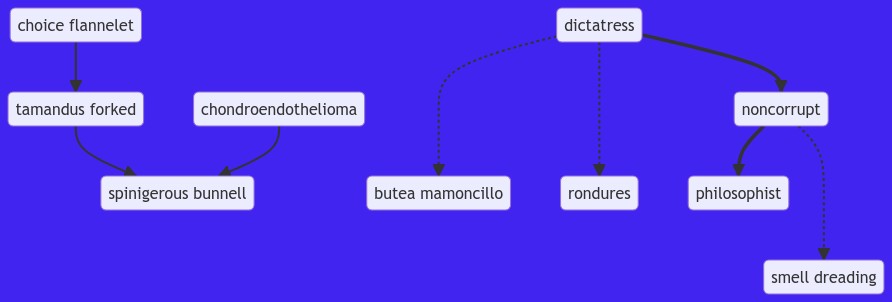 choice flannelet
dictatress
tamandus forked
chondroendothelioma
noncorrupt
spinigerous bunnell
butea mamoncillo
rondures
philosophist
smell dreading